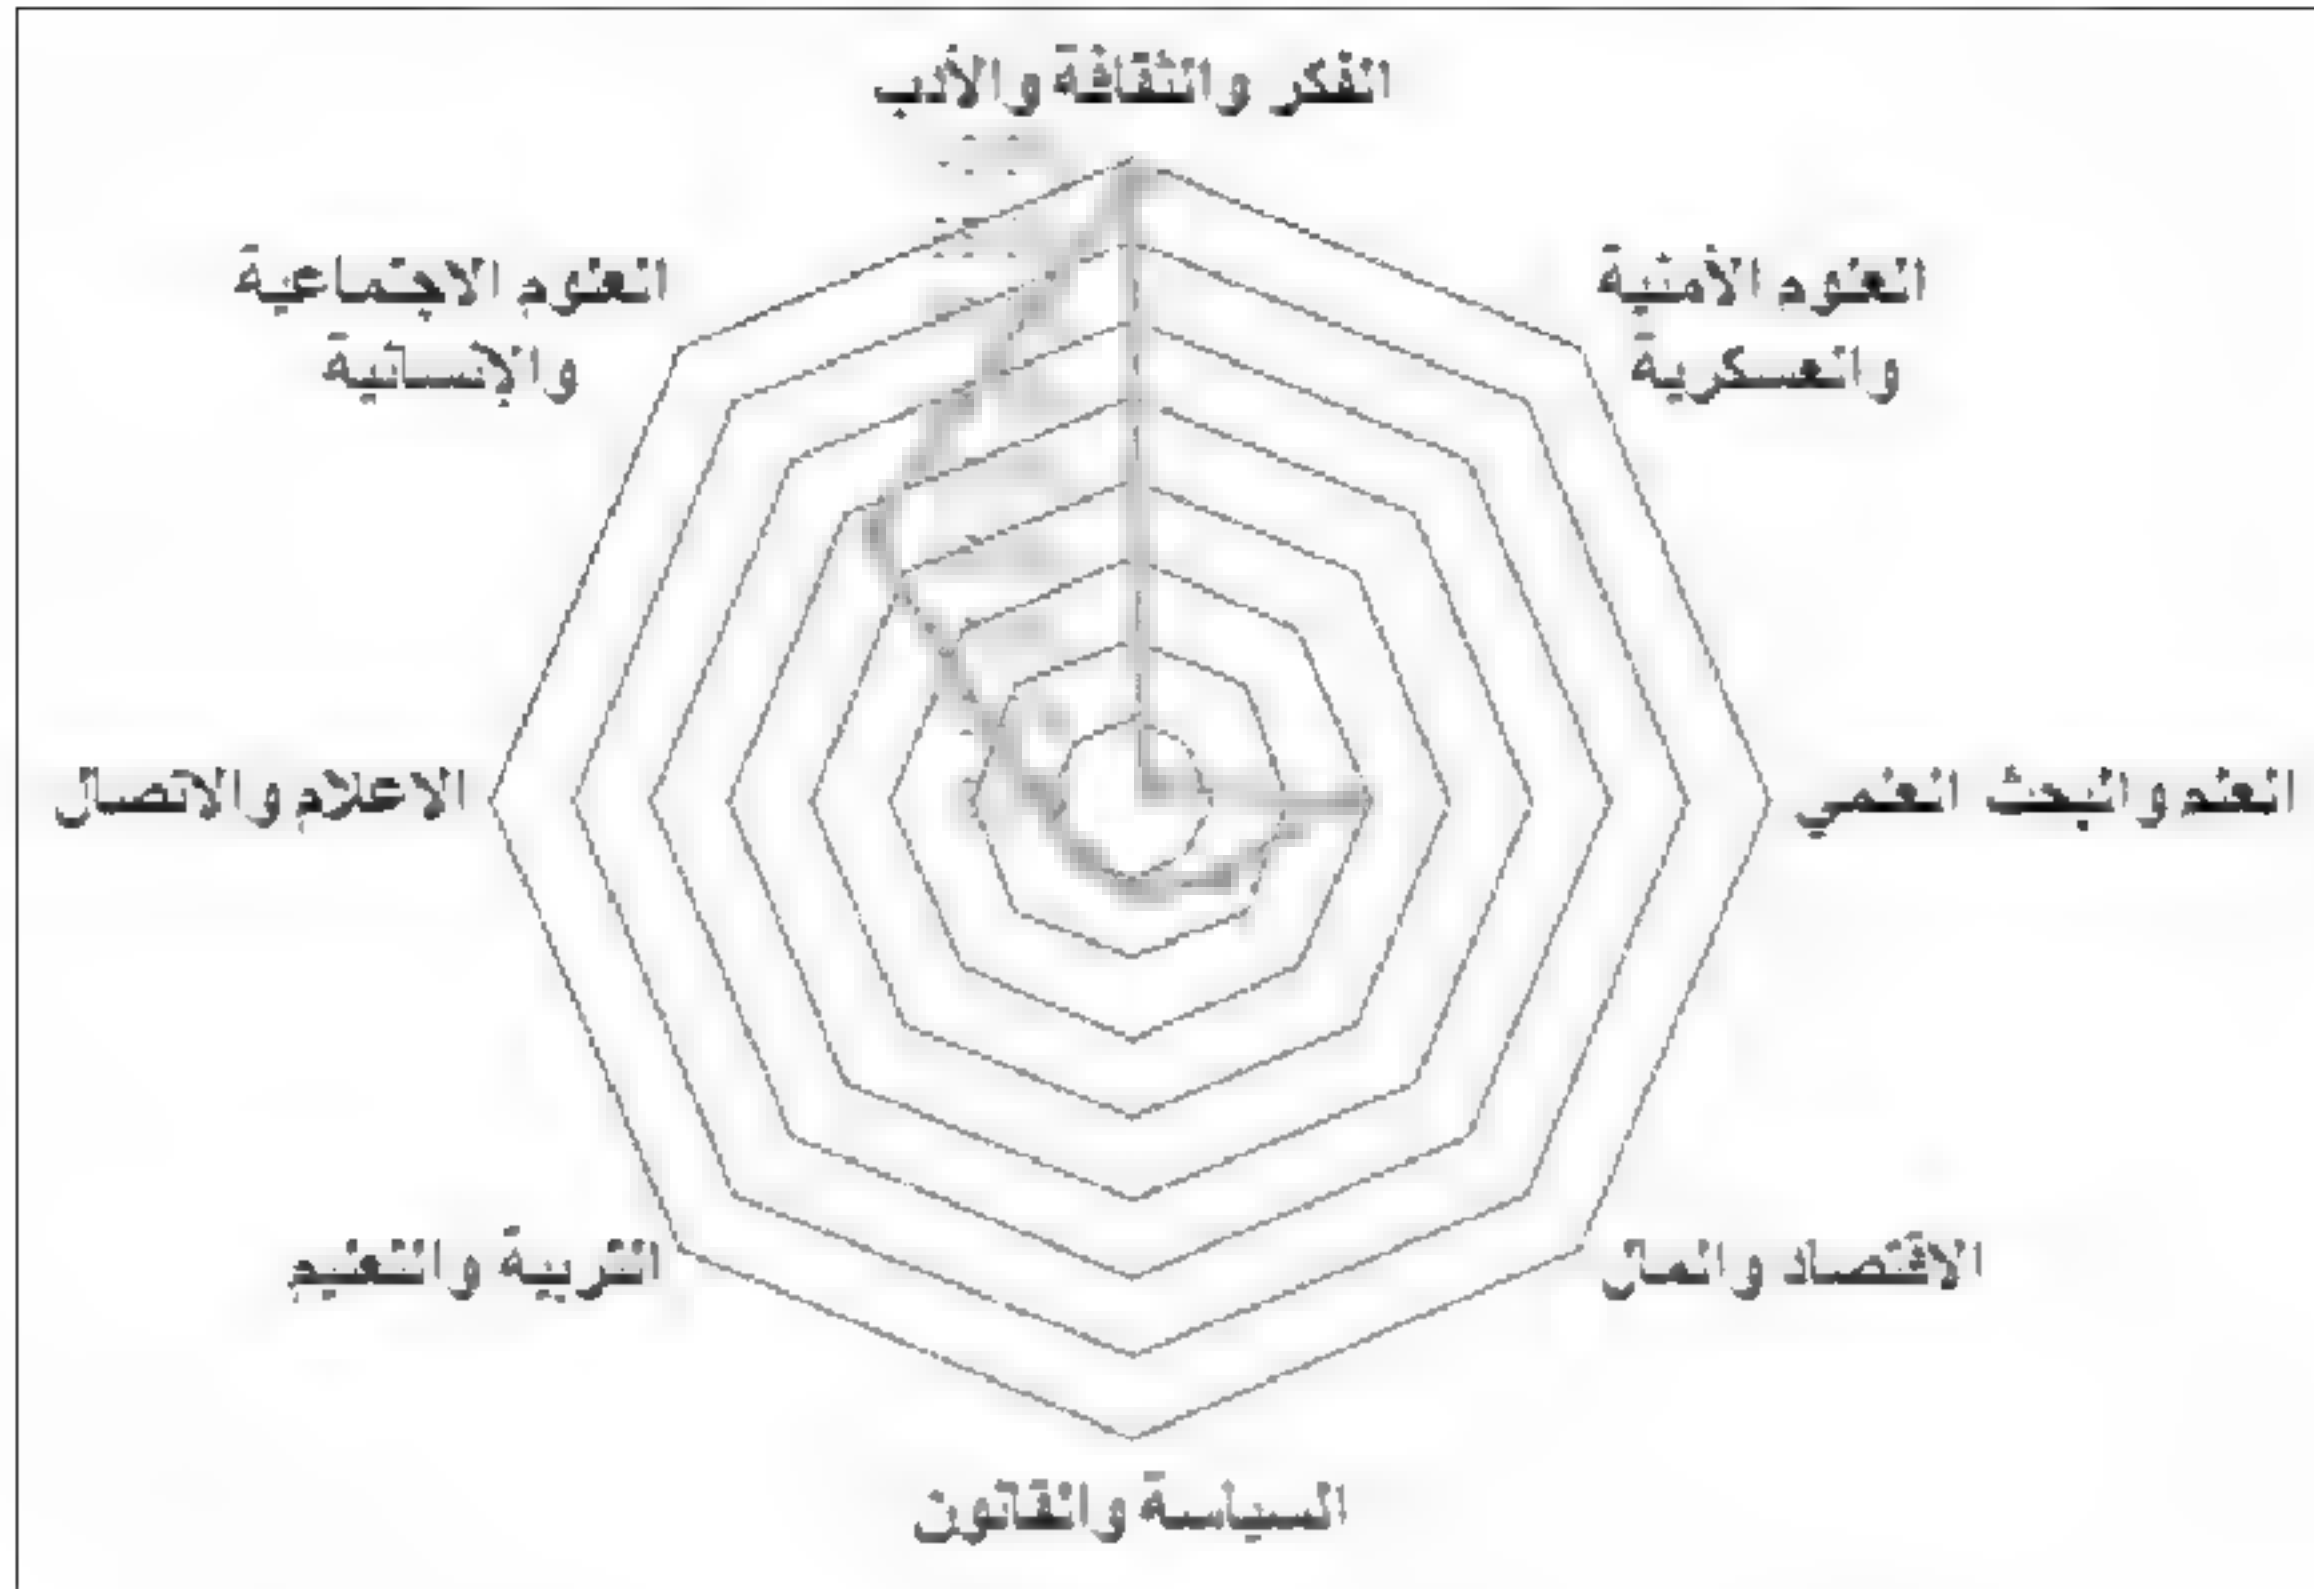 الفكر والثقافة والأدب
العلوم الأمنية
والعسكرية
العلم والبحث العلمي
الاقتصاد والمال
السياسة والقانون
التربية والتعليم
الاعلام والاتصال
العلوم الاجتماعية
والإنسانية